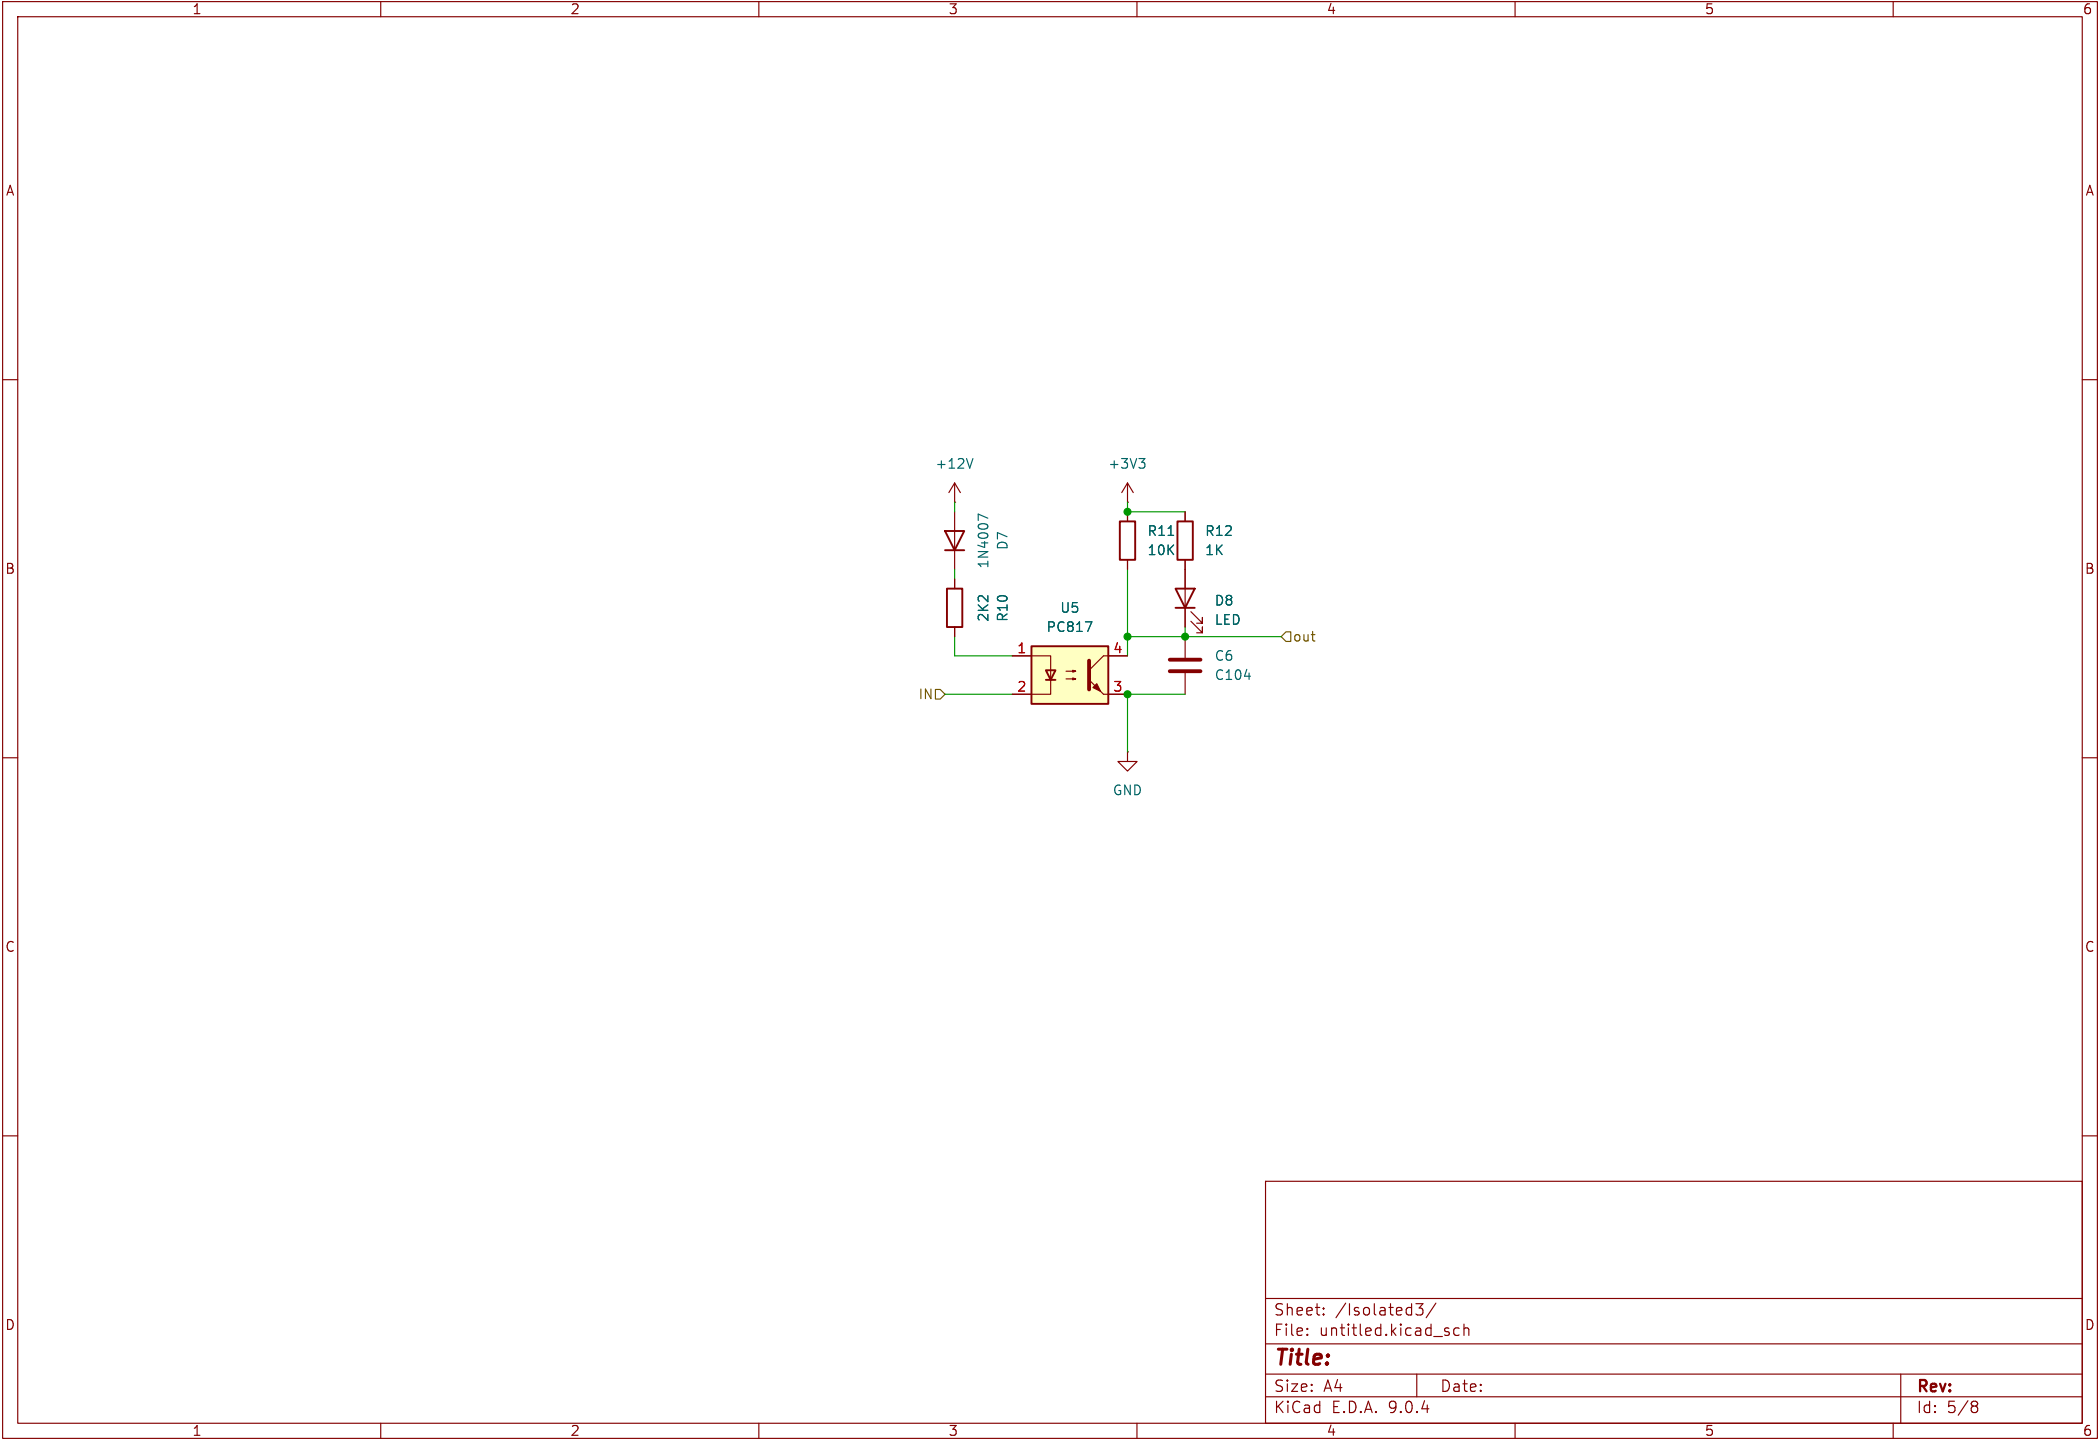 1 2 3 4 5 6
A A
B B
C C
D D
+12V
+3V3
1N4007
D7
R11
10K
R12
1K
2K2
R10
U5
PC817
D8
LED
1
4
out
C6
C104
2
3
IN
GND
Sheet: /Isolated3/
File: untitled.kicad_sch
Title:
Size: A4 Date: Rev:
KiCad E.D.A. 9.0.4 Id: 5/8
1 2 3 4 5 6